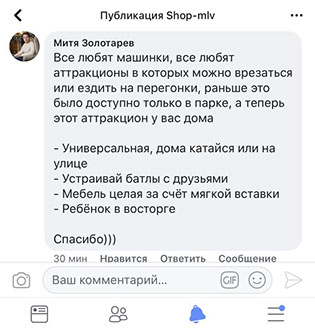 Публикация Shop-mlv
Митя Золотарев
Все любят машинки, все любят
аттракционы в которых можно врезаться
или ездить на перегонки, раньше это
было доступно только в парке, а теперь
этот аттракцион у вас дома
- Универсальная, дома катайся или на
улице
- Устраивай батлы с друзьями
- Мебель целая за счёт мягкой вставки
- Ребёнок в восторге
Спасибо)))
30 мин Нравится Ответить Сообщение
Ваш комментарий... GIF